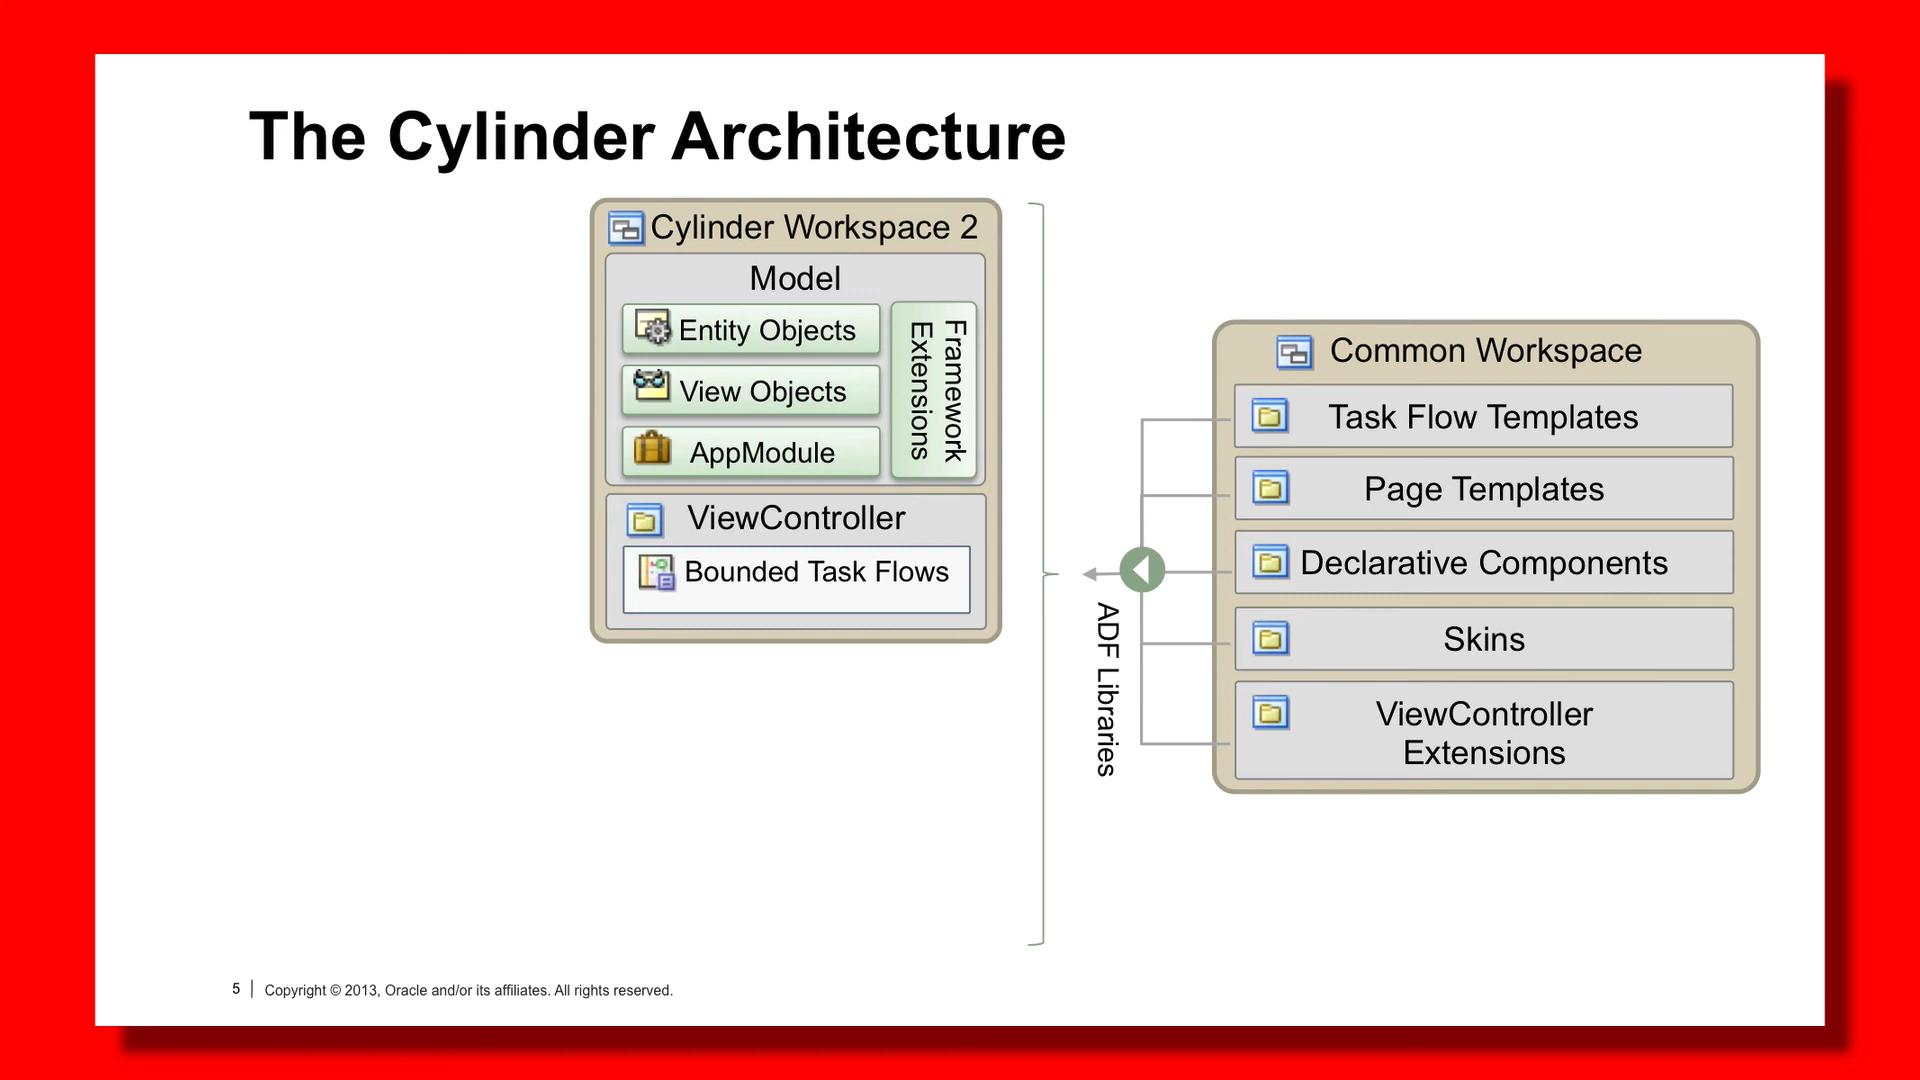 The Cylinder Architecture
Cylinder Workspace 2
Model
Entity Objects
View Objects
AppModule
Framework
Extensions
ViewController
Bounded Task Flows
ADF Libraries
Common Workspace
Task Flow Templates
Page Templates
Declarative Components
Skins
ViewController
Extensions
5 | Copyright © 2013, Oracle and/or its affiliates. All rights reserved.